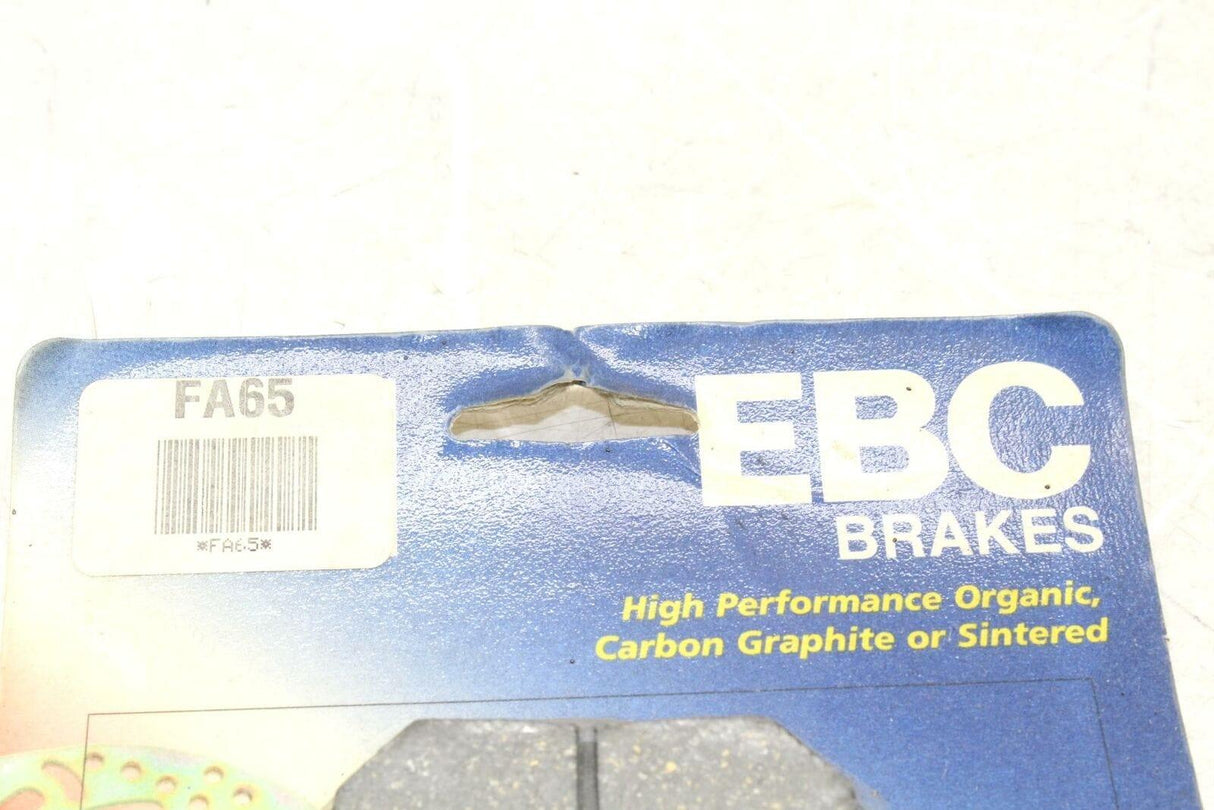 FA65
*FA65*
EBC
BRAKES
High Performance Organic,
Carbon Graphite or Sintered